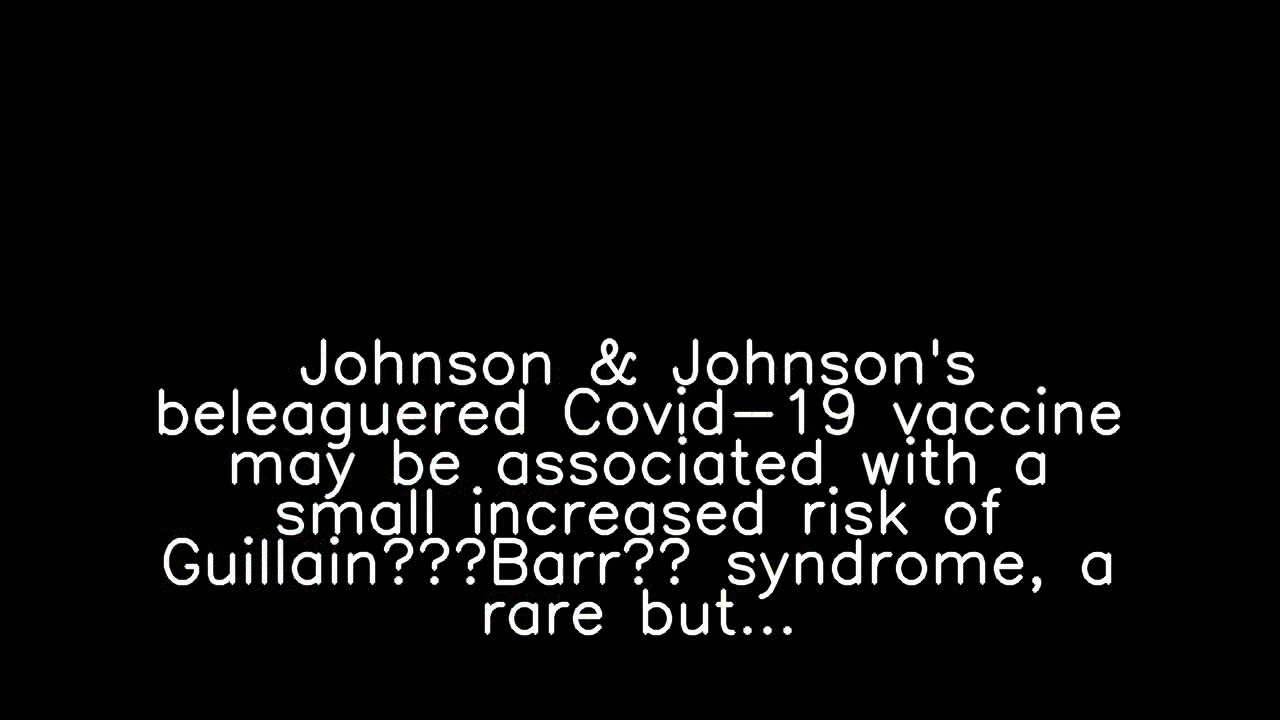 Johnson & Johnson's
beleaguered Covid-19 vaccine
may be associated with a
small increased risk of
Guillain???Barr?? syndrome, a
rare but...